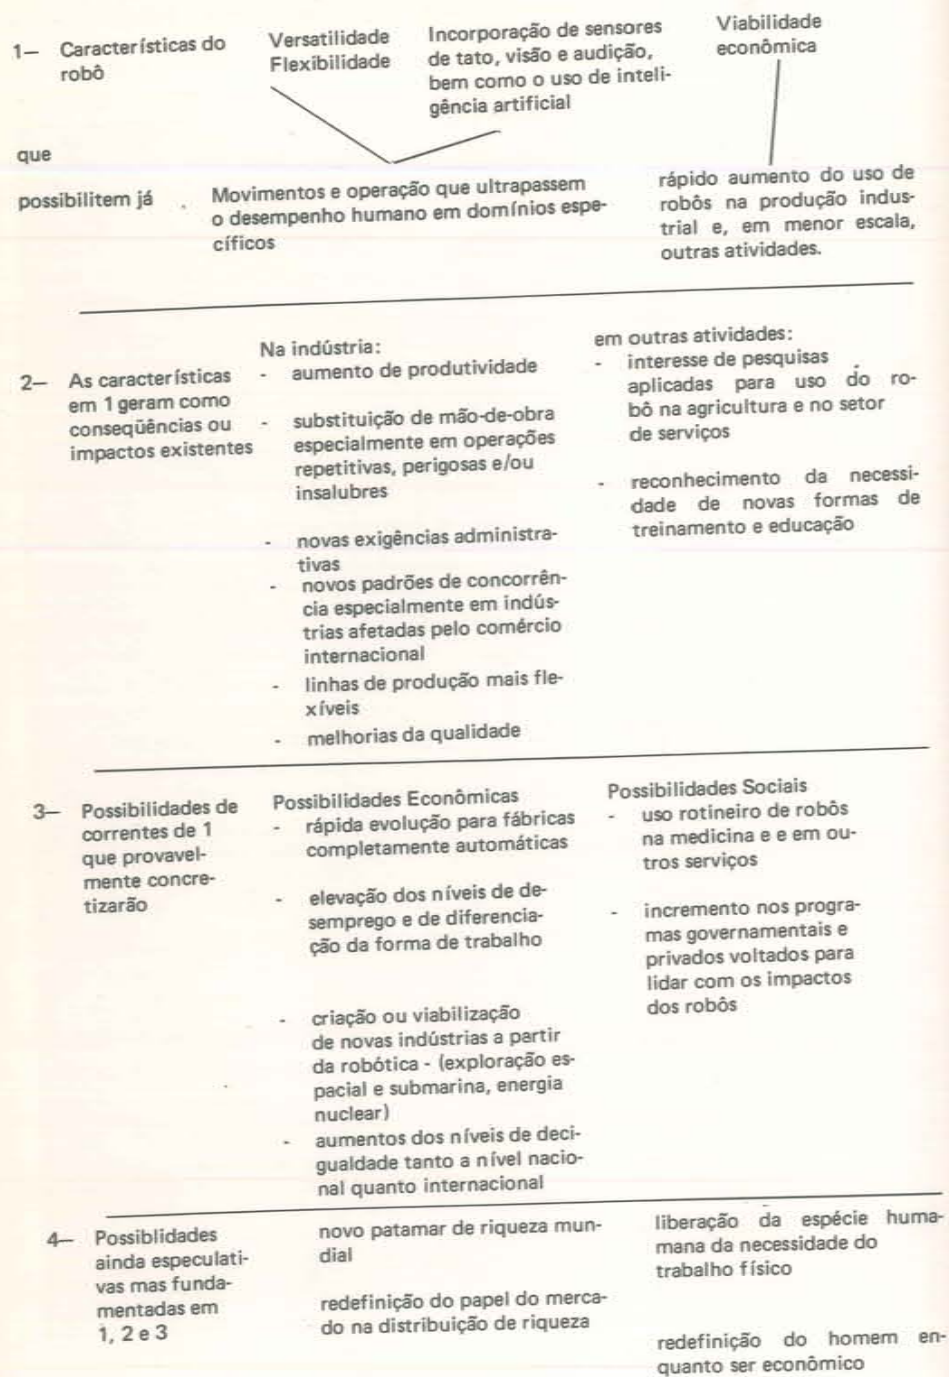 1– Características do
robô
Versatilidade
Flexibilidade
Incorporação de sensores
de tato, visão e audição,
bem como o uso de inteli-
gência artificial
Viabilidade
econômica
que
possibilitem já
Movimentos e operação que ultrapassem
o desempenho humano em domínios espe-
cíficos
rápido aumento do uso de
robôs na produção indus-
trial e, em menor escala,
outras atividades.
2– As características
em 1 geram como
conseqüências ou
impactos existentes
Na indústria:
- aumento de produtividade
- substituição de mão-de-obra
especialmente em operações
repetitivas, perigosas e/ou
insalubres
- novas exigências administra-
tivas
- novos padrões de concorrên-
cia especialmente em indús-
trias afetadas pelo comércio
internacional
- linhas de produção mais fle-
xíveis
- melhorias da qualidade
em outras atividades:
- interesse de pesquisas
aplicadas para uso do ro-
bô na agricultura e no setor
de serviços
- reconhecimento da necessi-
dade de novas formas de
treinamento e educação
3– Possibilidades de
correntes de 1
que provavel-
mente concre-
tizarão
Possibilidades Econômicas
- rápida evolução para fábricas
completamente automáticas
- elevação dos níveis de de-
semprego e de diferencia-
ção da forma de trabalho
- criação ou viabilização
de novas indústrias a partir
da robótica - (exploração es-
pacial e submarina, energia
nuclear)
- aumentos dos níveis de deci-
gualdade tanto a nível nacio-
nal quanto internacional
Possibilidades Sociais
- uso rotineiro de robôs
na medicina e e em ou-
tros serviços
- incremento nos progra-
mas governamentais e
privados voltados para
lidar com os impactos
dos robôs
4– Possiblidades
ainda especulati-
vas mas funda-
mentadas em
1, 2 e 3
novo patamar de riqueza mun-
dial
redefinição do papel do merca-
do na distribuição de riqueza
liberação da espécie huma-
mana da necessidade do
trabalho físico
redefinição do homem en-
quanto ser econômico